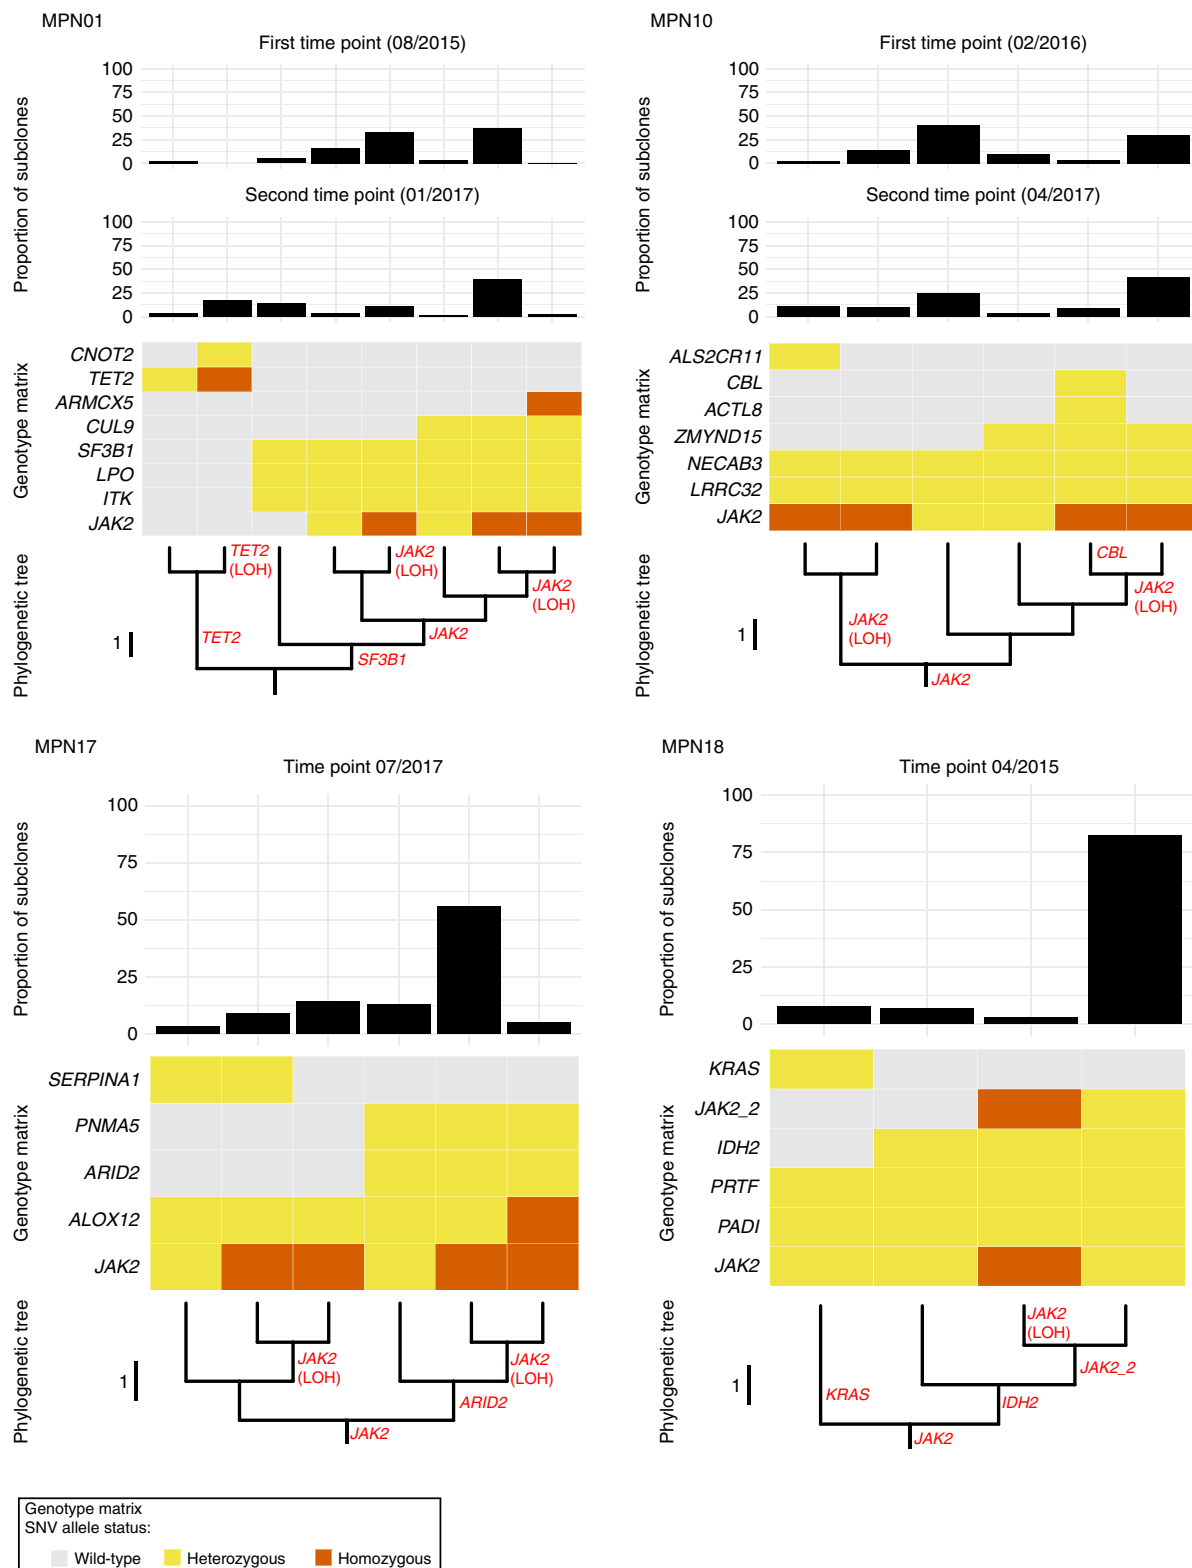 MPN01
First time point (08/2015)
Proportion of subclones
100
75
50
25
0
Second time point (01/2017)
100
75
50
25
0
Genotype matrix
CNOT2
TET2
ARMCX5
CUL9
SF3B1
LPO
ITK
JAK2
Phylogenetic tree
1
TET2
(LOH)
JAK2
(LOH)
JAK2
(LOH)
TET2
JAK2
SF3B1
MPN10
First time point (02/2016)
Proportion of subclones
100
75
50
25
0
Second time point (04/2017)
100
75
50
25
0
Genotype matrix
ALS2CR11
CBL
ACTL8
ZMYND15
NECAB3
LRRC32
JAK2
Phylogenetic tree
1
CBL
JAK2
(LOH)
JAK2
(LOH)
JAK2
MPN17
Time point 07/2017
Proportion of subclones
100
75
50
25
0
Genotype matrix
SERPINA1
PNMA5
ARID2
ALOX12
JAK2
Phylogenetic tree
1
JAK2
(LOH)
JAK2
(LOH)
ARID2
JAK2
MPN18
Time point 04/2015
Proportion of subclones
100
75
50
25
0
Genotype matrix
KRAS
JAK2_2
IDH2
PRTF
PADI
JAK2
Phylogenetic tree
1
JAK2
(LOH)
JAK2_2
KRAS
IDH2
JAK2
Genotype matrix
SNV allele status:
Wild-type Heterozygous Homozygous